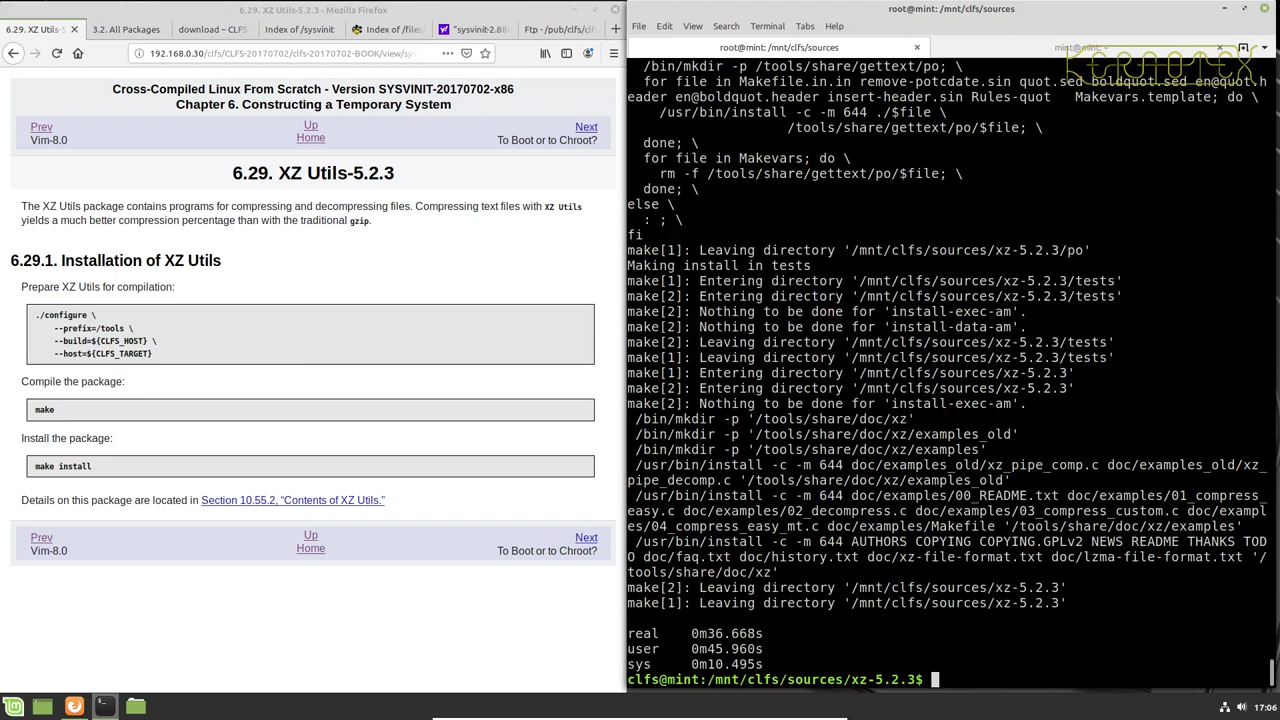 6.29. XZ Utils-5.2.3 - Mozilla Firefox
6.29. XZ Utils-5
3.2. All Packages
download – CLFS
Index of /sysvinit
Index of /files
"sysvinit-2.88
Ftp - /pub/clfs/c
192.168.0.30/clfs/CLFS-20170702/clfs-20170702-BOOK/view/sy
Cross-Compiled Linux From Scratch - Version SYSVINIT-20170702-x86
Chapter 6. Constructing a Temporary System
Prev
Up
Next
Vim-8.0
Home
To Boot or to Chroot?
6.29. XZ Utils-5.2.3
The XZ Utils package contains programs for compressing and decompressing files. Compressing text files with XZ Utils
yields a much better compression percentage than with the traditional gzip.
6.29.1. Installation of XZ Utils
Prepare XZ Utils for compilation:
./configure \
--prefix=/tools \
--build=${CLFS_HOST} \
--host=${CLFS_TARGET}
Compile the package:
make
Install the package:
make install
Details on this package are located in Section 10.55.2, “Contents of XZ Utils.”
Prev
Up
Next
Vim-8.0
Home
To Boot or to Chroot?
root@mint: /mnt/clfs/sources
File Edit View Search Terminal Tabs Help
root@mint: /mnt/clfs/sources
root@mint: ~
KERNOTEX
/bin/mkdir -p /tools/share/gettext/po; \
for file in Makefile.in.in remove-potcdate.sin quot.sed boldquot.sed en@quot.h
eader en@boldquot.header insert-header.sin Rules-quot   Makevars.template; do \
/usr/bin/install -c -m 644 ./$file \
/tools/share/gettext/po/$file; \
done; \
for file in Makevars; do \
rm -f /tools/share/gettext/po/$file; \
done; \
else \
: ; \
fi
make[1]: Leaving directory '/mnt/clfs/sources/xz-5.2.3/po'
Making install in tests
make[1]: Entering directory '/mnt/clfs/sources/xz-5.2.3/tests'
make[2]: Entering directory '/mnt/clfs/sources/xz-5.2.3/tests'
make[2]: Nothing to be done for 'install-exec-am'.
make[2]: Nothing to be done for 'install-data-am'.
make[2]: Leaving directory '/mnt/clfs/sources/xz-5.2.3/tests'
make[1]: Leaving directory '/mnt/clfs/sources/xz-5.2.3/tests'
make[1]: Entering directory '/mnt/clfs/sources/xz-5.2.3'
make[2]: Entering directory '/mnt/clfs/sources/xz-5.2.3'
make[2]: Nothing to be done for 'install-exec-am'.
/bin/mkdir -p '/tools/share/doc/xz'
/bin/mkdir -p '/tools/share/doc/xz/examples_old'
/bin/mkdir -p '/tools/share/doc/xz/examples'
/usr/bin/install -c -m 644 doc/examples_old/xz_pipe_comp.c doc/examples_old/xz_
pipe_decomp.c '/tools/share/doc/xz/examples_old'
/usr/bin/install -c -m 644 doc/examples/00_README.txt doc/examples/01_compress_
easy.c doc/examples/02_decompress.c doc/examples/03_compress_custom.c doc/exampl
es/04_compress_easy_mt.c doc/examples/Makefile '/tools/share/doc/xz/examples'
/usr/bin/install -c -m 644 AUTHORS COPYING COPYING.GPLv2 NEWS README THANKS TOD
O doc/faq.txt doc/history.txt doc/xz-file-format.txt doc/lzma-file-format.txt '/
tools/share/doc/xz'
make[2]: Leaving directory '/mnt/clfs/sources/xz-5.2.3'
make[1]: Leaving directory '/mnt/clfs/sources/xz-5.2.3'
real 0m36.668s
user 0m45.960s
sys 0m10.495s
clfs@mint:/mnt/clfs/sources/xz-5.2.3$
17:06